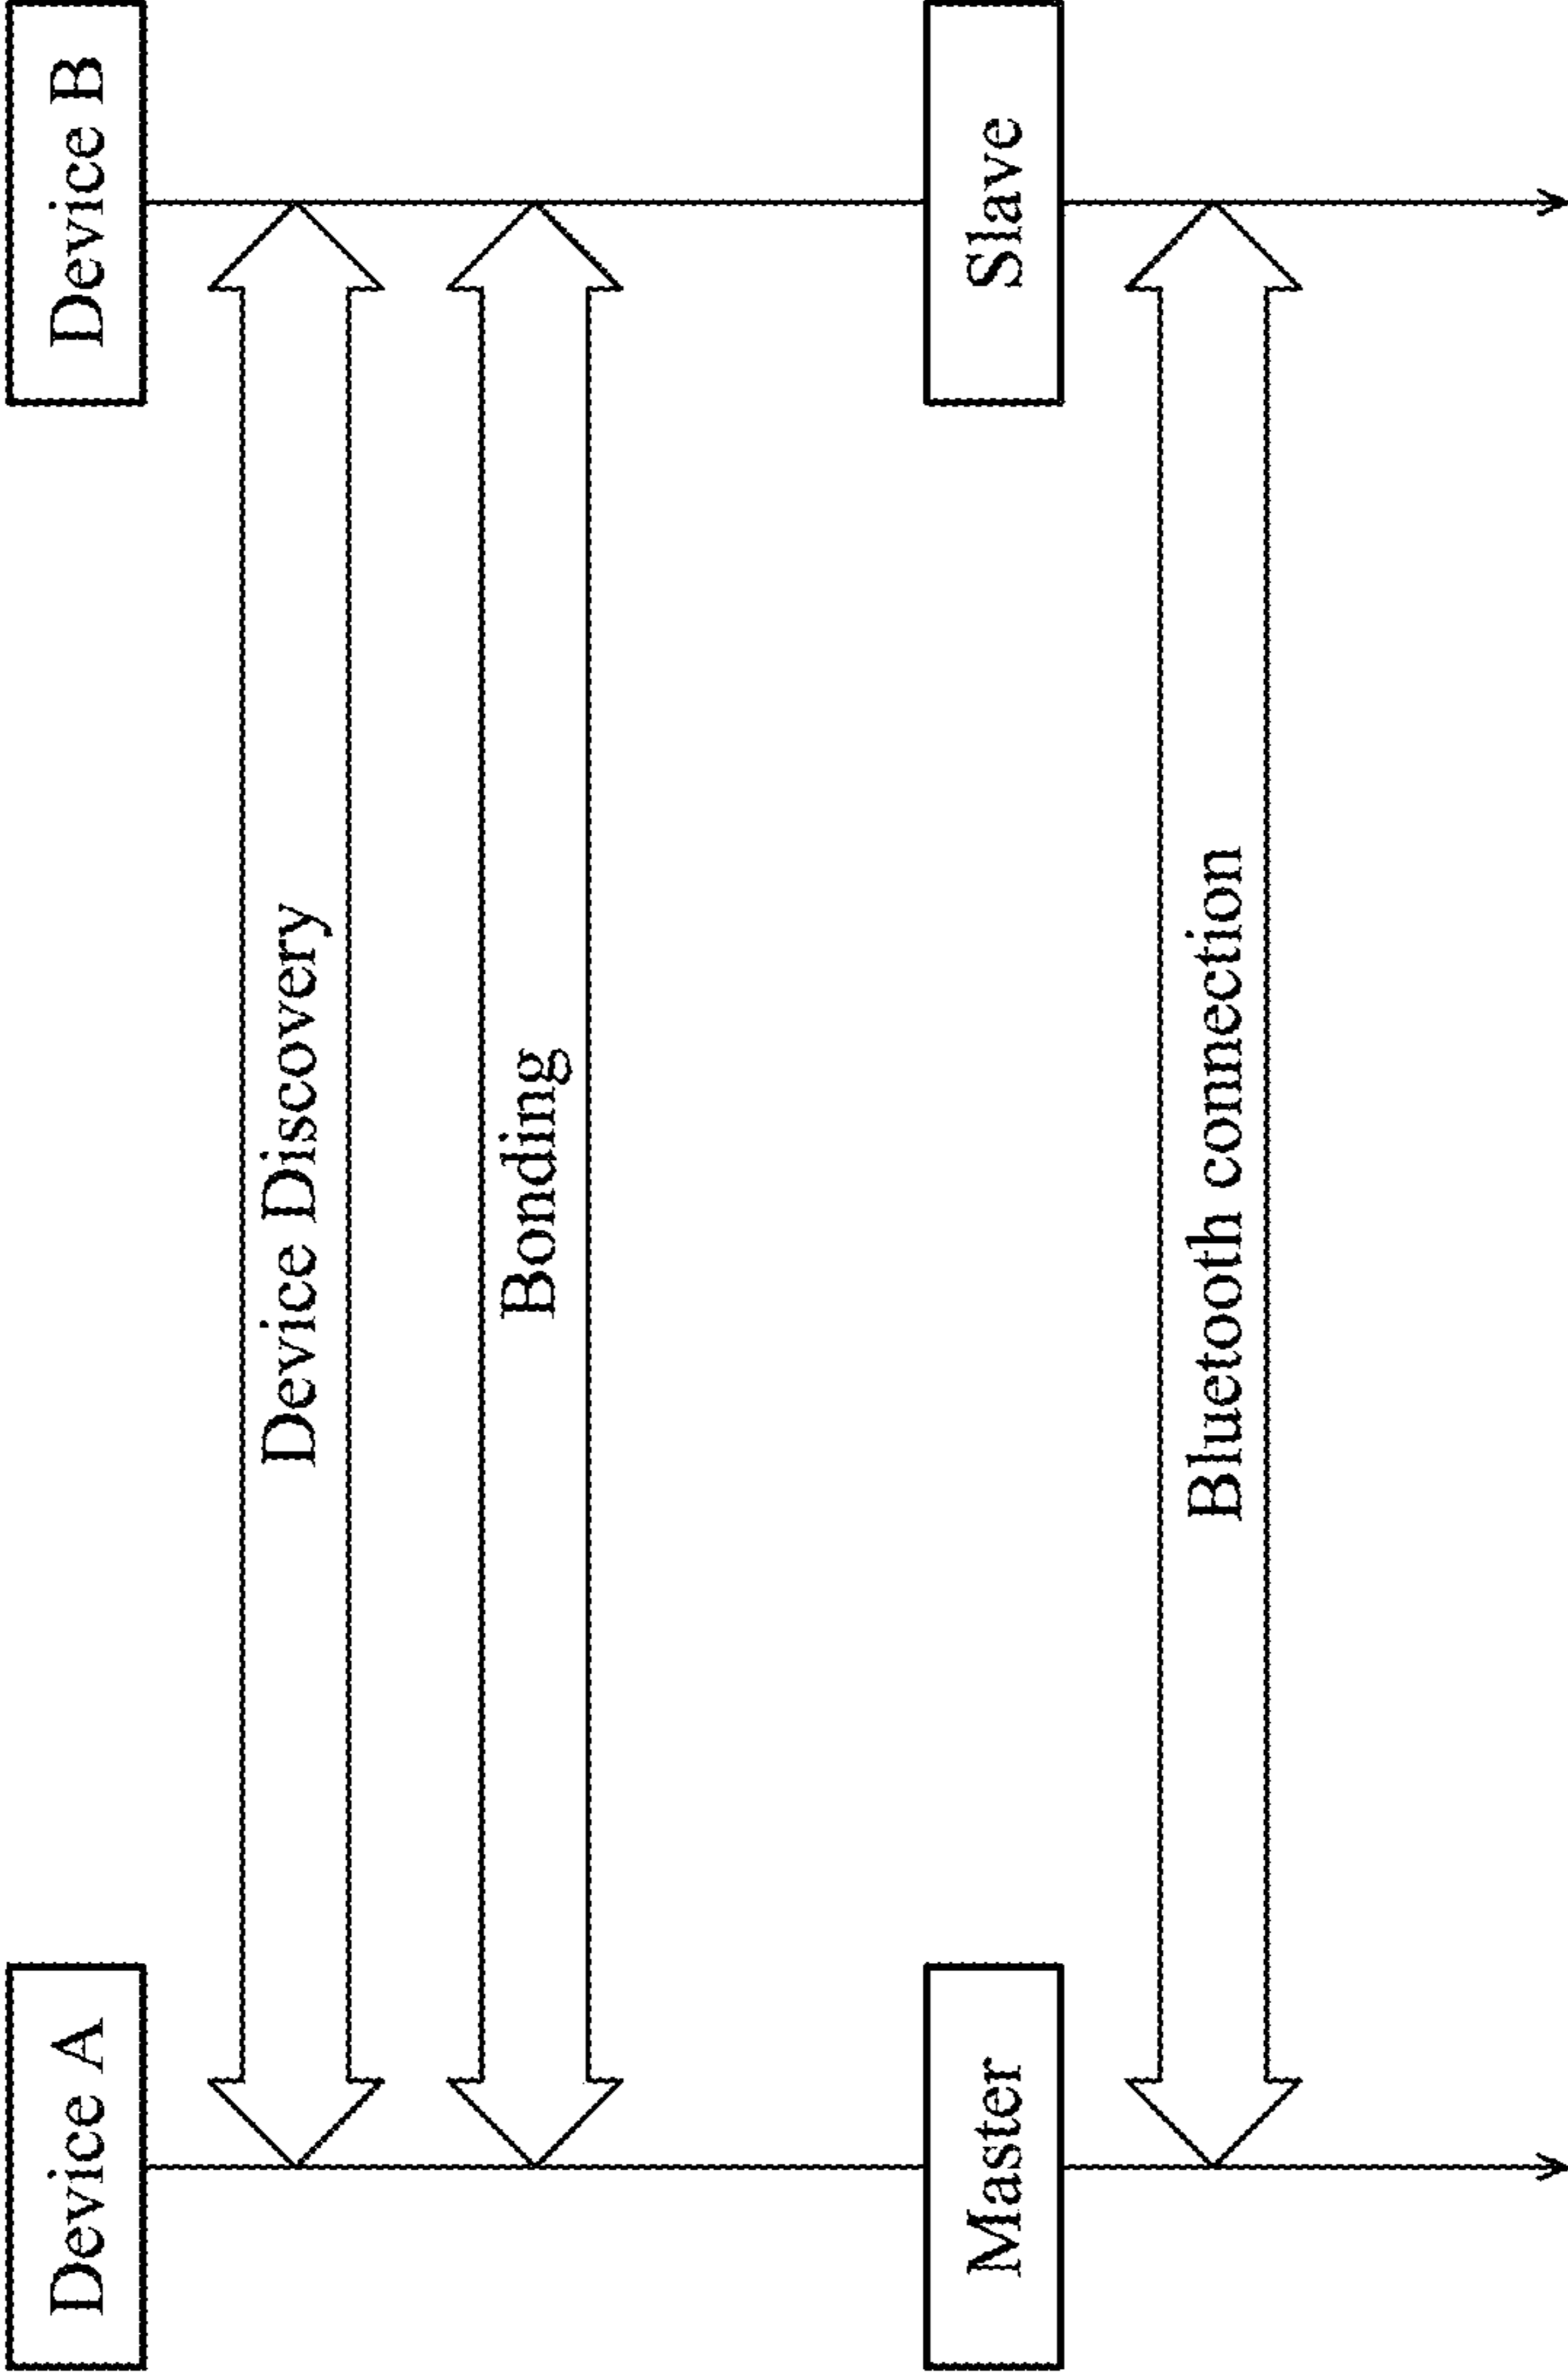 Device A
Device B
Device Discovery
Bonding
Master
Slave
Bluetooth connection